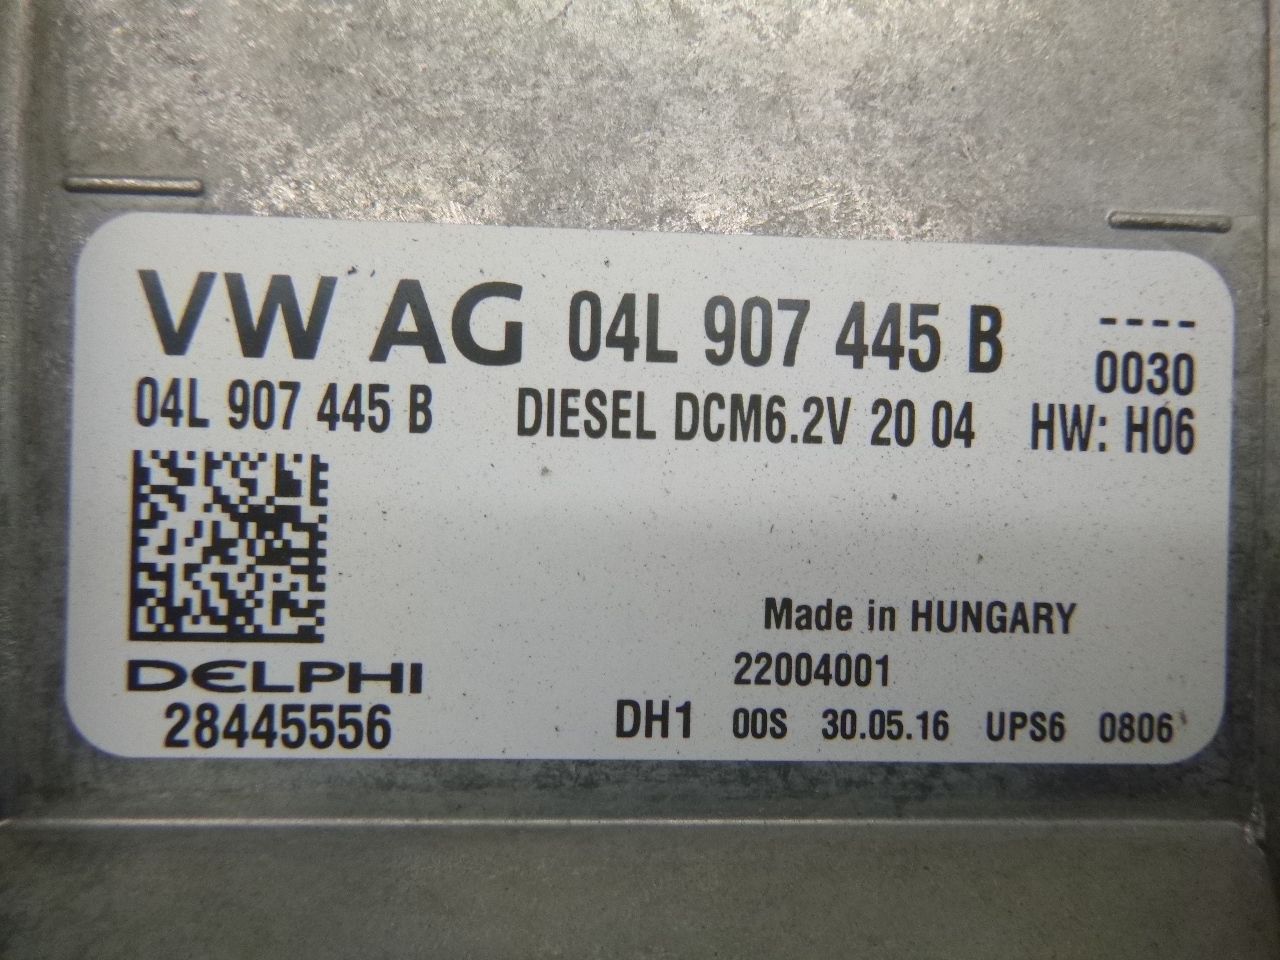 VW AG 04L 907 445 B ----
0030
04L 907 445 B DIESEL DCM6.2V 20 04 HW: H06
Made in HUNGARY
DELPHI 22004001
28445556 DH1 00S 30.05.16 UPS6 0806